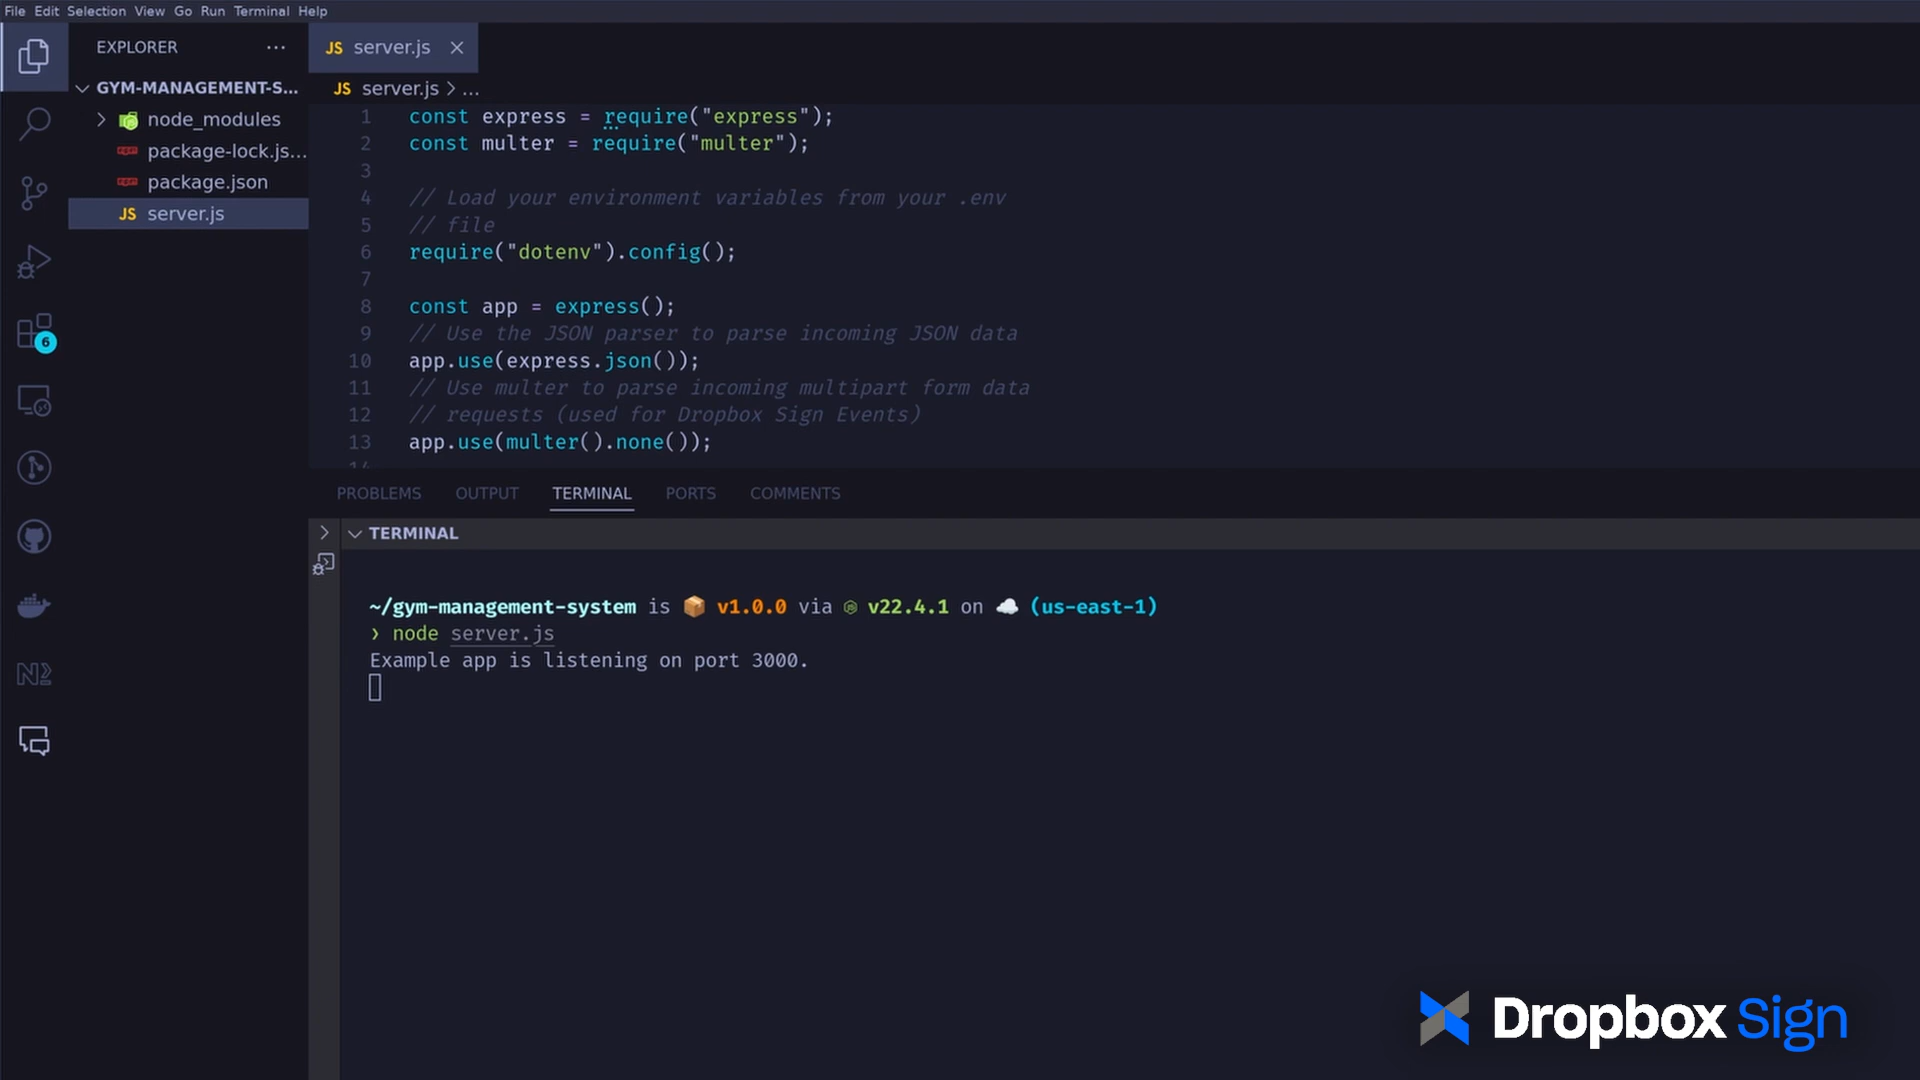 File Edit Selection View Go Run Terminal Help
EXPLORER
GYM-MANAGEMENT-S...
node_modules
package-lock.js...
package.json
JS server.js
JS server.js
JS server.js > ...
1 const express = require("express");
2 const multer = require("multer");
3
4 // Load your environment variables from your .env
5 // file
6 require("dotenv").config();
7
8 const app = express();
9 // Use the JSON parser to parse incoming JSON data
10 app.use(express.json());
11 // Use multer to parse incoming multipart form data
12 // requests (used for Dropbox Sign Events)
13 app.use(multer().none());
14
6
PROBLEMS OUTPUT TERMINAL PORTS COMMENTS
TERMINAL
~/gym-management-system is 📦 v1.0.0 via v22.4.1 on ☁️ (us-east-1)
❯ node server.js
Example app is listening on port 3000.
Dropbox Sign